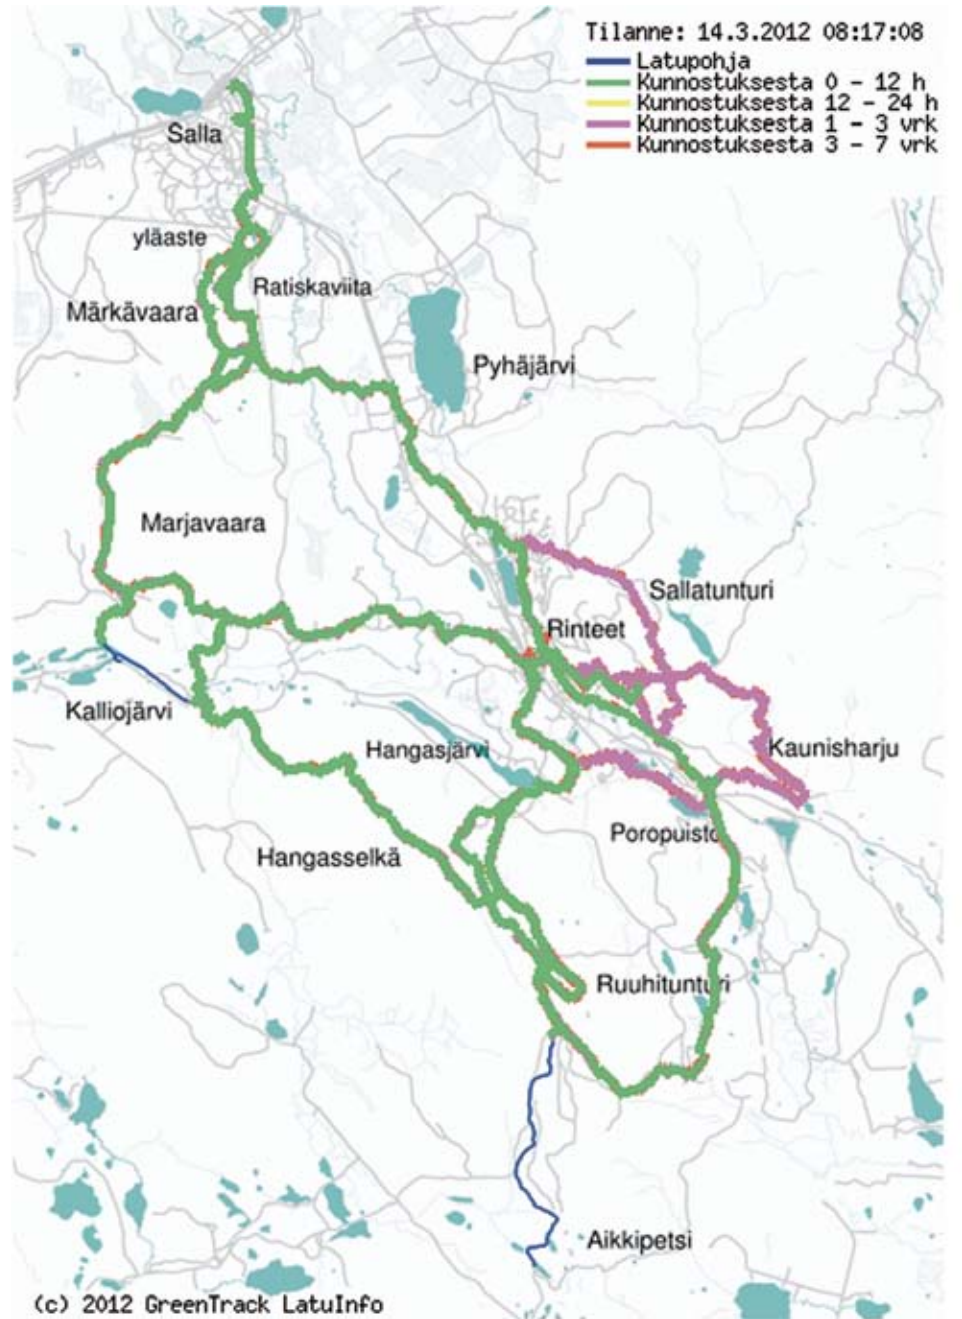 Tilanne: 14.3.2012 08:17:08
Latupohja
Kunnostuksesta 0 - 12 h
Kunnostuksesta 12 - 24 h
Kunnostuksesta 1 - 3 vrk
Kunnostuksesta 3 - 7 vrk
Salla
yläaste
Ratiskaviita
Märkävaara
Pyhäjärvi
Marjavaara
Sallatunturi
Rinteet
Kalliojärvi
Hangasjärvi
Kaunisharju
Poropuisto
Hangasselkä
Ruuhitunturi
Aikkipetsi
(c) 2012 GreenTrack LatuInfo